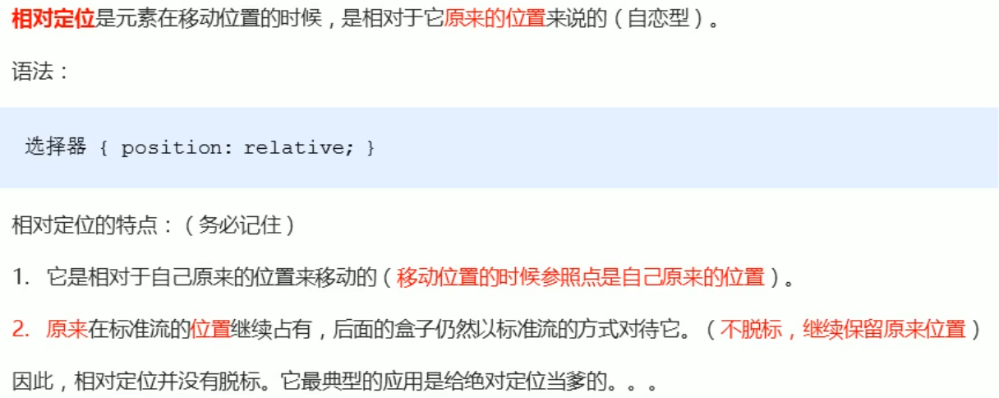 相对定位是元素在移动位置的时候，是相对于它原来的位置来说的（自恋型）。
语法：
选择器 { position: relative; }
相对定位的特点：（务必记住）
1. 它是相对于自己原来的位置来移动的（移动位置的时候参照点是自己原来的位置）。
2. 原来在标准流的位置继续占有，后面的盒子仍然以标准流的方式对待它。（不脱标，继续保留原来位置）
因此，相对定位并没有脱标。它最典型的应用是给绝对定位当爹的。。。